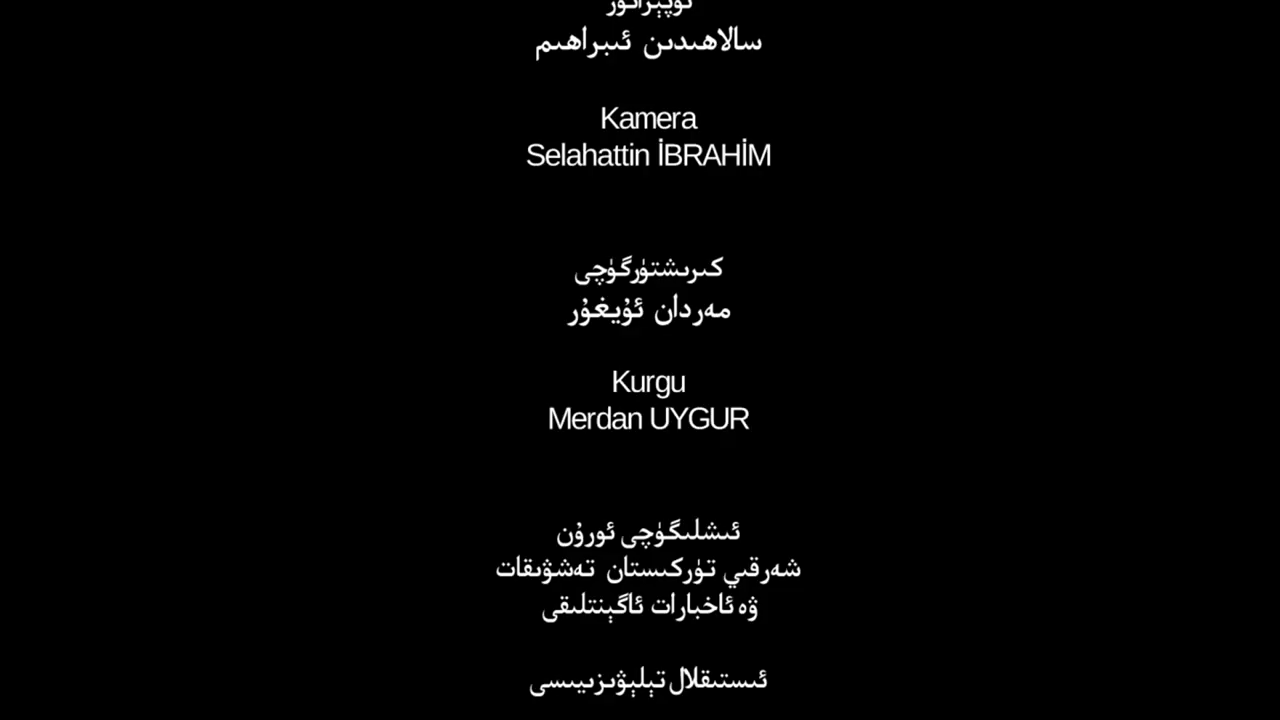 سالاھىدىن ئىبراھىم
Kamera
Selahattin İBRAHİM
كىرىشتۈرگۈچى
مەردان ئۇيغۇر
Kurgu
Merdan UYGUR
ئىشلىگۈچى ئورۇن
شەرقىي تۈركىستان تەشۋىقات
ۋە ئاخبارات ئاگېنتلىقى
ئىستىقلال تېلېۋىزىيىسى